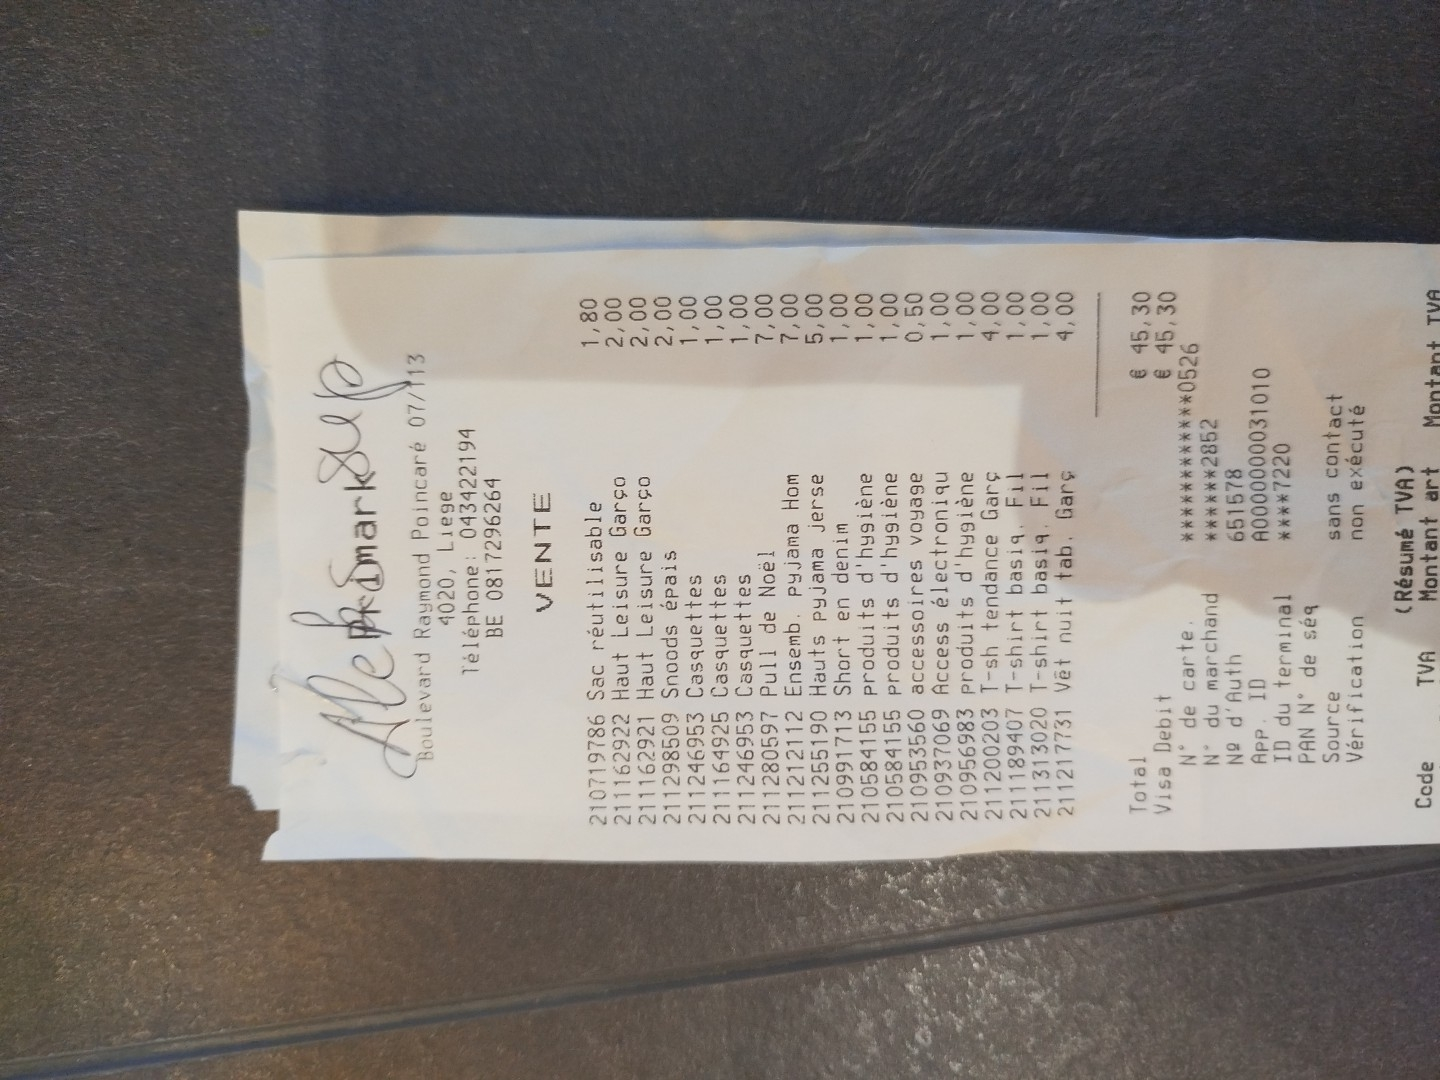 Primark
Boulevard Raymond Poincaré 07/113
4020, Liege
Téléphone: 043422194
BE 0817296264
VENTE
210719786 Sac réutilisable 1,80
211162922 Haut Leisure Garço 2,00
211162921 Haut Leisure Garço 2,00
211298509 Snoods épais 2,00
211246953 Casquettes 1,00
211164925 Casquettes 1,00
211246953 Casquettes 1,00
211280597 Pull de Noël 7,00
211212112 Ensemb. pyjama Hom 7,00
211255190 Hauts pyjama jerse 5,00
210991713 Short en denim 1,00
210584155 produits d'hygiène 1,00
210584155 produits d'hygiène 1,00
210953560 accessoires voyage 0,50
210937069 Access électroniqu 1,00
210956983 produits d'hygiène 1,00
211200203 T-sh tendance Garç 4,00
211189407 T-shirt basiq. Fil 1,00
211313020 T-shirt basiq. Fil 1,00
211217731 Vêt nuit tab. Garç 4,00
Total € 45,30
Visa Debit € 45,30
N° de carte. ************0526
N° du marchand ******2852
Nº d'Auth 651578
App. ID A0000000031010
ID du terminal ****7220
PAN N° de séq
Source sans contact
Vérification non exécuté
(Résumé TVA)
Code TVA Montant art Montant TVA